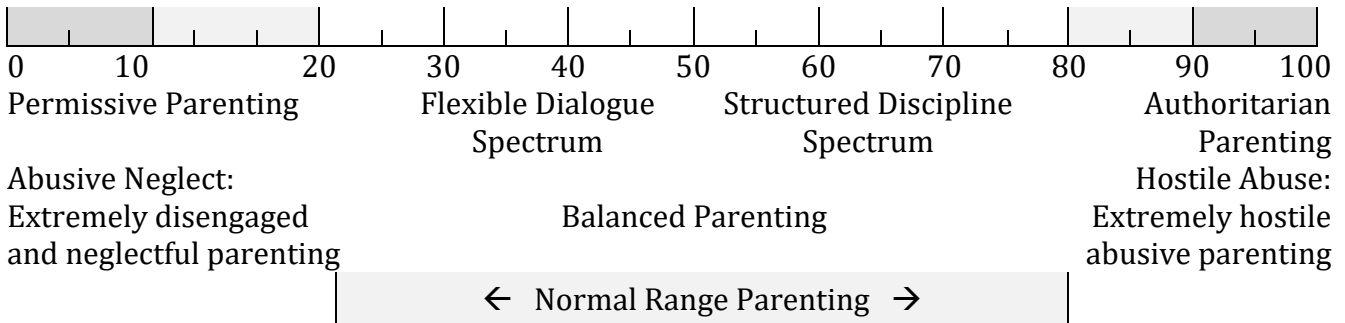 0 10 20 30 40 50 60 70 80 90 100
Permissive Parenting Flexible Dialogue Structured Discipline Authoritarian
Spectrum Spectrum Parenting
Abusive Neglect: Hostile Abuse:
Extremely disengaged Balanced Parenting Extremely hostile
and neglectful parenting abusive parenting
← Normal Range Parenting →